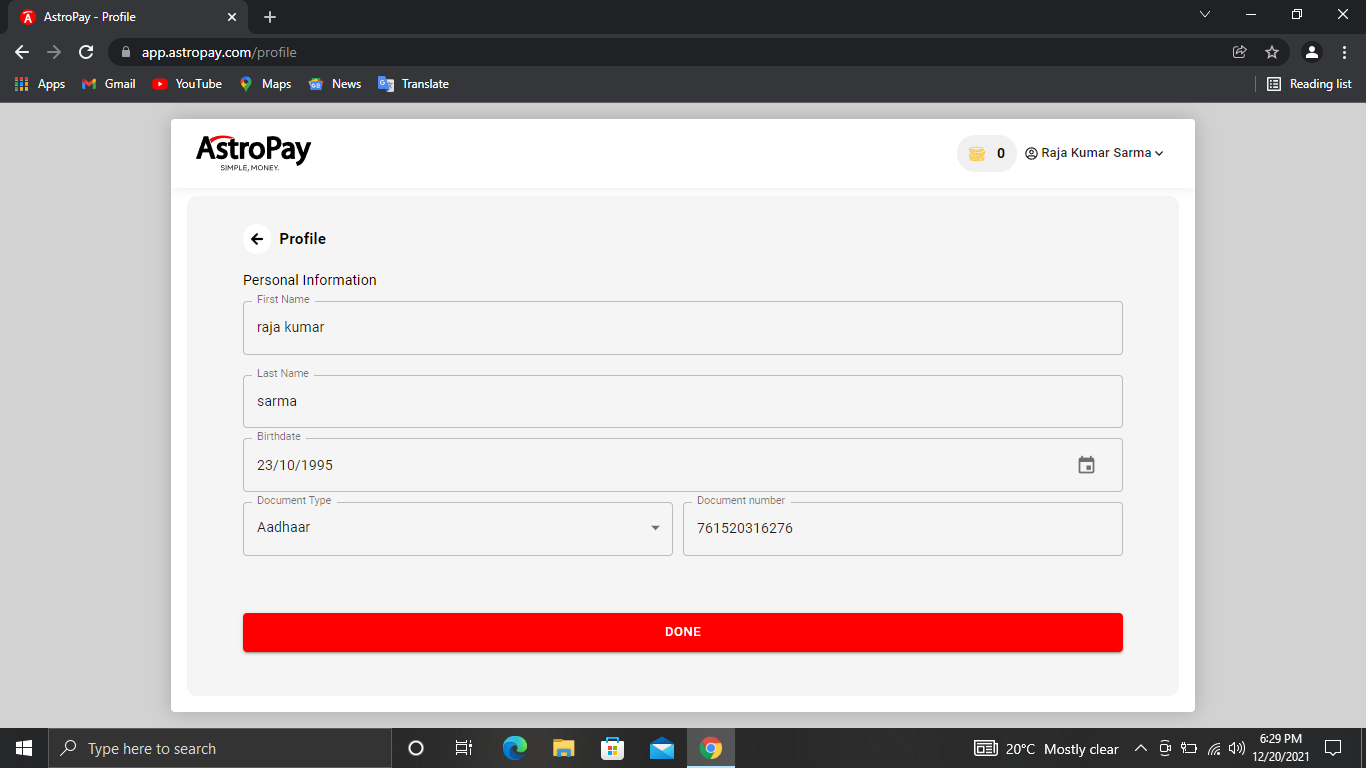 AstroPay - Profile
app.astropay.com/profile
Apps Gmail YouTube Maps News Translate Reading list
AstroPay
SIMPLE, MONEY.
0 Raja Kumar Sarma
Profile
Personal Information
First Name
raja kumar
Last Name
sarma
Birthdate
23/10/1995
Document Type
Aadhaar
Document number
761520316276
DONE
Type here to search
20°C Mostly clear
6:29 PM
12/20/2021